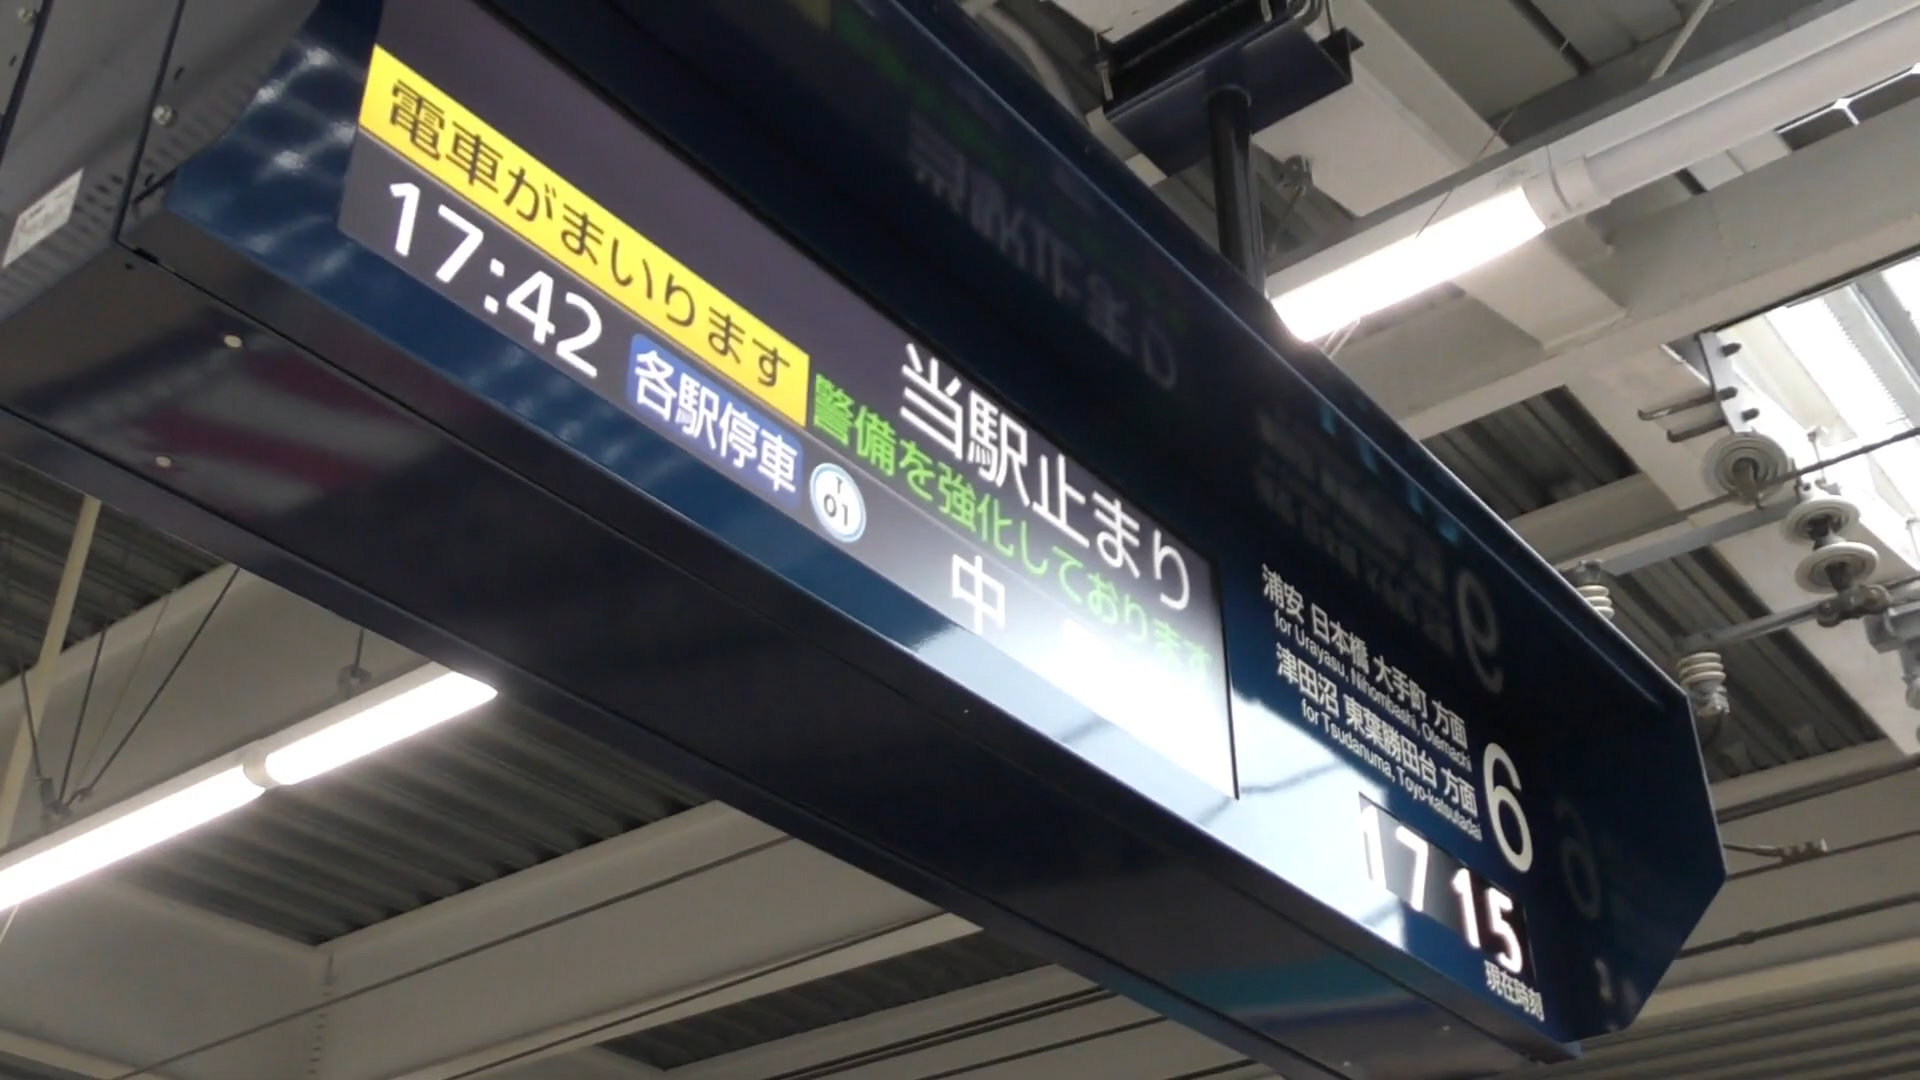 当駅止まり
電車がまいります 警備を強化しております
17:42 各駅停車 T 01 中
浦安 日本橋 大手町 方面
for Urayasu, Nihombashi, Otemachi
津田沼 東葉勝田台 方面
for Tsudanuma, Toyo-katsutadai
6
17 15
現在時刻